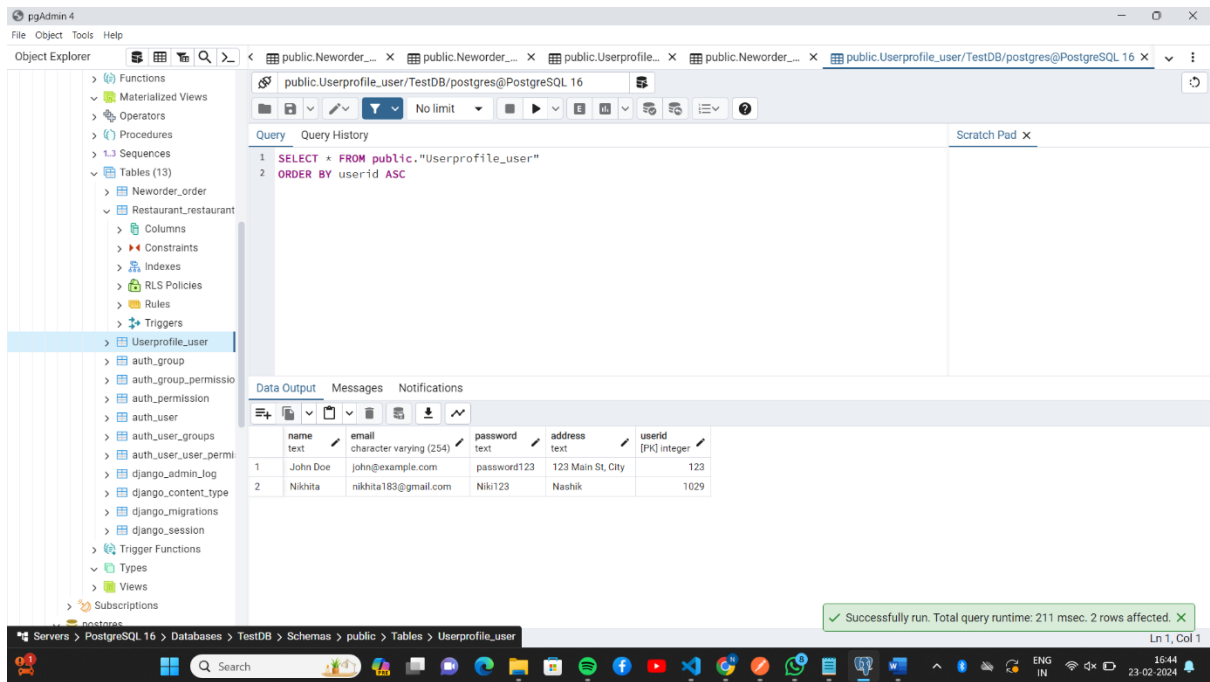 pgAdmin 4
File Object Tools Help
Object Explorer
public.Neworder_... public.Neworder_... public.Userprofile... public.Neworder_... public.Userprofile_user/TestDB/postgres@PostgreSQL 16
Functions
Materialized Views
Operators
Procedures
1..3 Sequences
Tables (13)
Neworder_order
Restaurant_restaurant
Columns
Constraints
Indexes
RLS Policies
Rules
Triggers
Userprofile_user
auth_group
auth_group_permissio
auth_permission
auth_user
auth_user_groups
auth_user_user_permi
django_admin_log
django_content_type
django_migrations
django_session
Trigger Functions
Types
Views
Subscriptions
postgres
public.Userprofile_user/TestDB/postgres@PostgreSQL 16
No limit
E
Query Query History
Scratch Pad
1 SELECT * FROM public."Userprofile_user"
2 ORDER BY userid ASC
Data Output Messages Notifications
name email password address userid
text character varying (254) text text [PK] integer
1 John Doe john@example.com password123 123 Main St, City 123
2 Nikhita nikhita183@gmail.com Niki123 Nashik 1029
Successfully run. Total query runtime: 211 msec. 2 rows affected.
Servers > PostgreSQL 16 > Databases > TestDB > Schemas > public > Tables > Userprofile_user
Ln 1, Col 1
Search
ENG
IN
16:44
23-02-2024